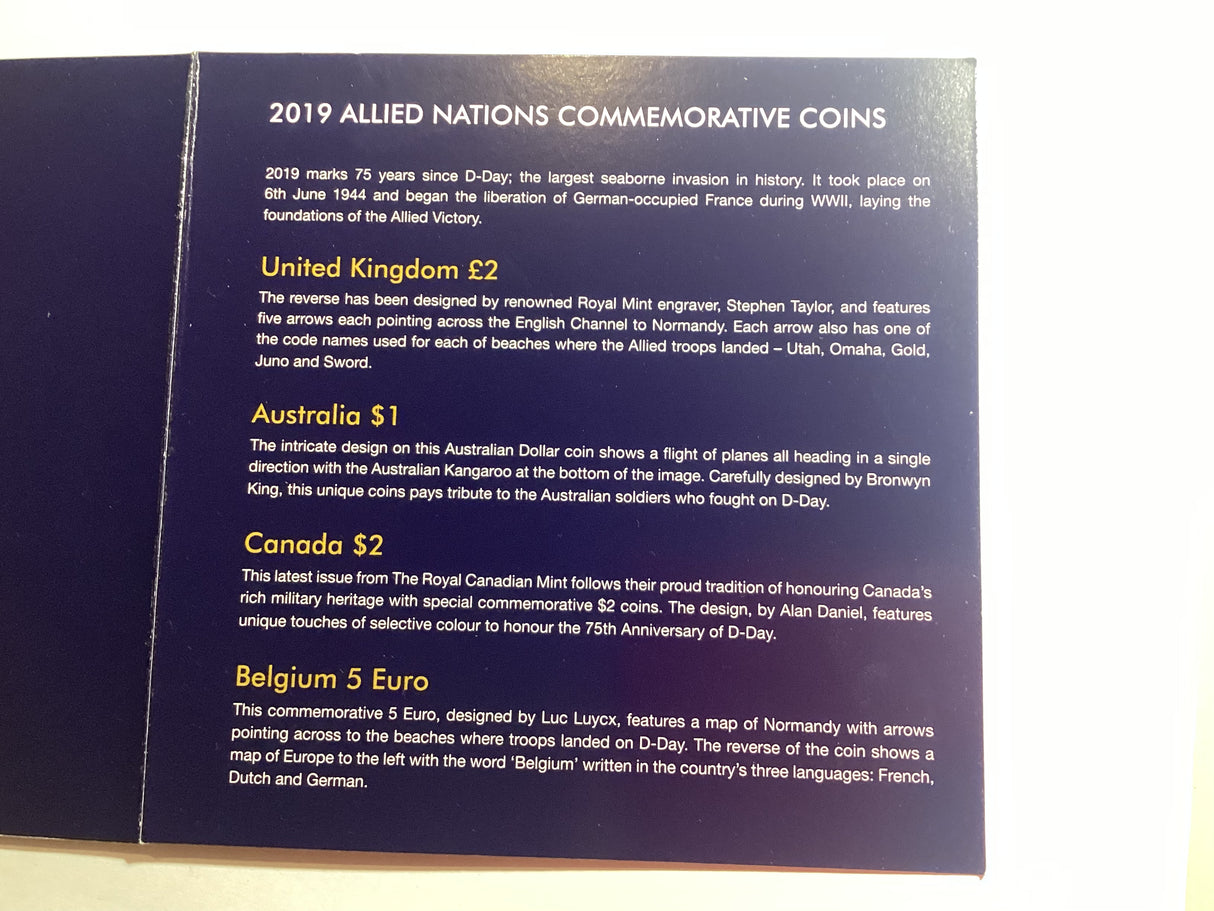 2019 ALLIED NATIONS COMMEMORATIVE COINS
2019 marks 75 years since D-Day; the largest seaborne invasion in history. It took place on
6th June 1944 and began the liberation of German-occupied France during WWII, laying the
foundations of the Allied Victory.
United Kingdom £2
The reverse has been designed by renowned Royal Mint engraver, Stephen Taylor, and features
five arrows each pointing across the English Channel to Normandy. Each arrow also has one of
the code names used for each of beaches where the Allied troops landed – Utah, Omaha, Gold,
Juno and Sword.
Australia $1
The intricate design on this Australian Dollar coin shows a flight of planes all heading in a single
direction with the Australian Kangaroo at the bottom of the image. Carefully designed by Bronwyn
King, this unique coins pays tribute to the Australian soldiers who fought on D-Day.
Canada $2
This latest issue from The Royal Canadian Mint follows their proud tradition of honouring Canada's
rich military heritage with special commemorative $2 coins. The design, by Alan Daniel, features
unique touches of selective colour to honour the 75th Anniversary of D-Day.
Belgium 5 Euro
This commemorative 5 Euro, designed by Luc Luycx, features a map of Normandy with arrows
pointing across to the beaches where troops landed on D-Day. The reverse of the coin shows a
map of Europe to the left with the word 'Belgium' written in the country's three languages: French,
Dutch and German.